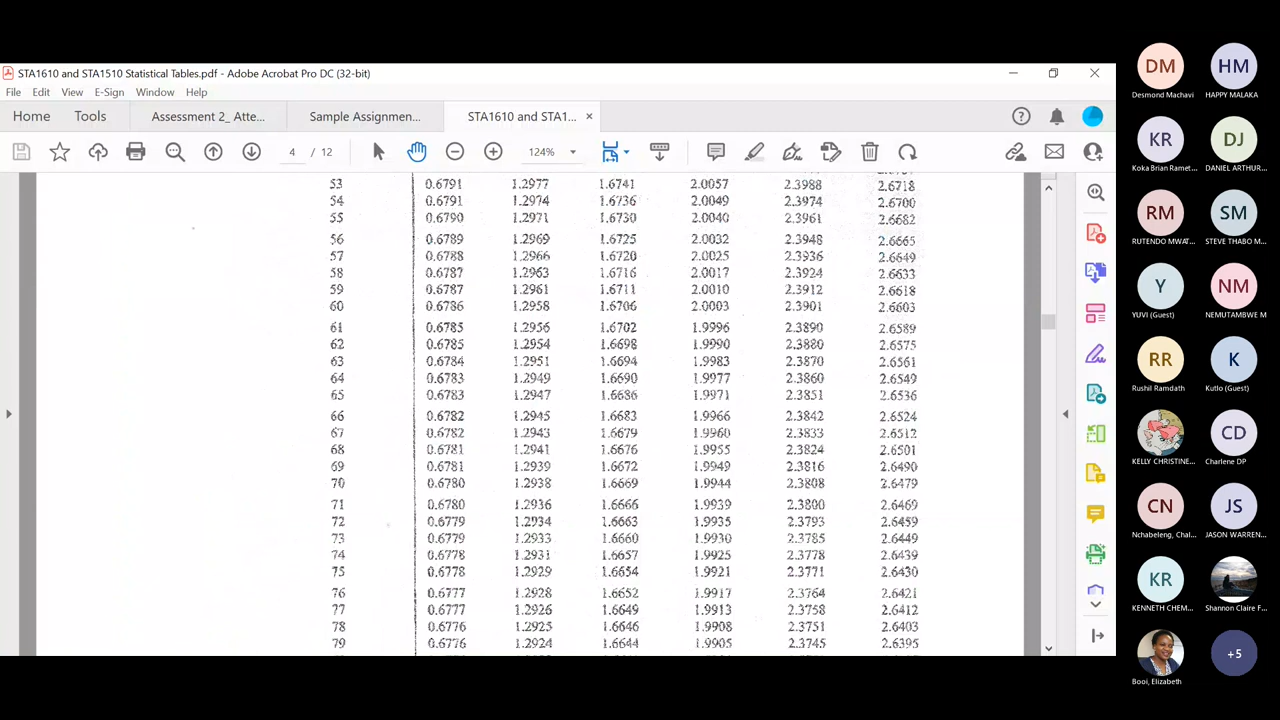 STA1610 and STA1510 Statistical Tables.pdf - Adobe Acrobat Pro DC (32-bit)
File Edit View E-Sign Window Help
Home Tools Assessment 2_ Atte... Sample Assignmen... STA1610 and STA1...
4 / 12 124%
53 0.6791 1.2977 1.6741 2.0057 2.3988 2.6718
54 0.6791 1.2974 1.6736 2.0049 2.3974 2.6700
55 0.6790 1.2971 1.6730 2.0040 2.3961 2.6682
56 0.6789 1.2969 1.6725 2.0032 2.3948 2.6665
57 0.6788 1.2966 1.6720 2.0025 2.3936 2.6649
58 0.6787 1.2963 1.6716 2.0017 2.3924 2.6633
59 0.6787 1.2961 1.6711 2.0010 2.3912 2.6618
60 0.6786 1.2958 1.6706 2.0003 2.3901 2.6603
61 0.6785 1.2956 1.6702 1.9996 2.3890 2.6589
62 0.6785 1.2954 1.6698 1.9990 2.3880 2.6575
63 0.6784 1.2951 1.6694 1.9983 2.3870 2.6561
64 0.6783 1.2949 1.6690 1.9977 2.3860 2.6549
65 0.6783 1.2947 1.6686 1.9971 2.3851 2.6536
66 0.6782 1.2945 1.6683 1.9966 2.3842 2.6524
67 0.6782 1.2943 1.6679 1.9960 2.3833 2.6512
68 0.6781 1.2941 1.6676 1.9955 2.3824 2.6501
69 0.6781 1.2939 1.6672 1.9949 2.3816 2.6490
70 0.6780 1.2938 1.6669 1.9944 2.3808 2.6479
71 0.6780 1.2936 1.6666 1.9939 2.3800 2.6469
72 0.6779 1.2934 1.6663 1.9935 2.3793 2.6459
73 0.6779 1.2933 1.6660 1.9930 2.3785 2.6449
74 0.6778 1.2931 1.6657 1.9925 2.3778 2.6439
75 0.6778 1.2929 1.6654 1.9921 2.3771 2.6430
76 0.6777 1.2928 1.6652 1.9917 2.3764 2.6421
77 0.6777 1.2926 1.6649 1.9913 2.3758 2.6412
78 0.6776 1.2925 1.6646 1.9908 2.3751 2.6403
79 0.6776 1.2924 1.6644 1.9905 2.3745 2.6395
DM HM
Desmond Machavi HAPPY MALAKA
KR DJ
Koka Brian Ramet... DANIEL ARTHUR...
RM SM
RUTENDO MWAT... STEVE THABO M...
Y NM
YUVI (Guest) NEMUTAMBWE M
RR K
Rushil Ramdath Kutlo (Guest)
CD
KELLY CHRISTINE... Charlene DP
CN JS
Nchabeleng, Chal... JASON WARREN...
KR
KENNETH CHEM... Shannon Claire F...
+5
Booi, Elizabeth